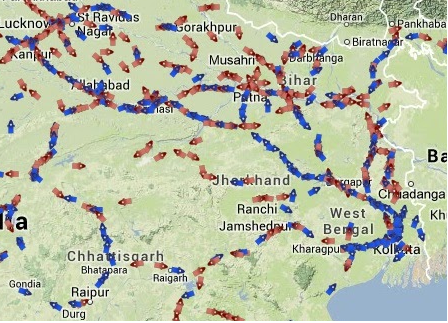 Dharan
Pankhaba
St Ravidas
Nagar
Lucknow
Gorakhpur
Biratnagar
Kanpur
Musahri
Darbhanga
Bihar
Allahabad
Patna
Ba
Jharkhand
Durgapur
Chuadanga
Ranchi
West
Bengal
Kh
Jamshedpur
Kharagpur
Kolkata
Chhattisgarh
Bhatapara
Raigarh
Gondia
Raipur
Durg